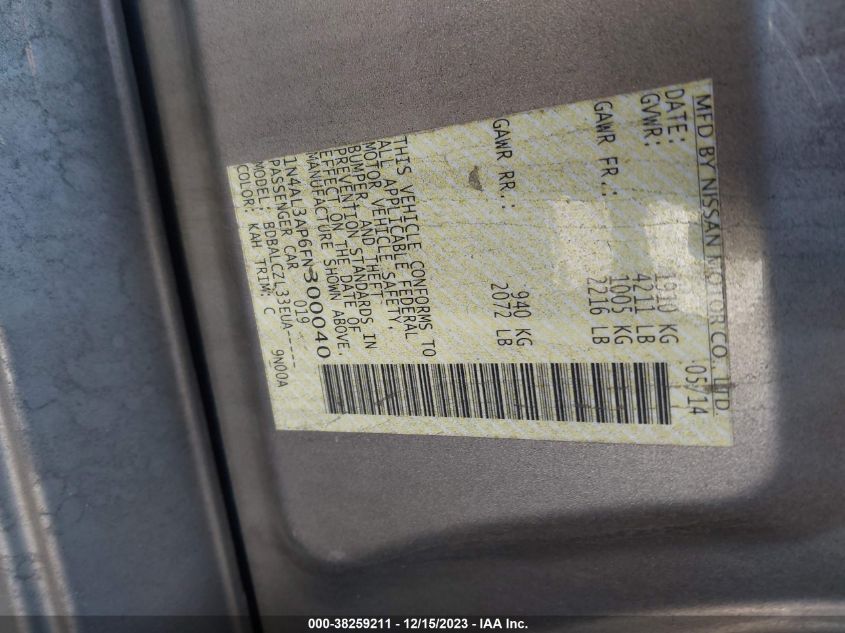 MFD BY NISSAN MOTOR CO., LTD.
DATE: 05/14
GVWR: 1910 KG
4211 LB
GAWR FR.: 1005 KG
2216 LB
GAWR RR.: 940 KG
2072 LB
THIS VEHICLE CONFORMS TO
ALL APPLICABLE FEDERAL
MOTOR VEHICLE SAFETY,
BUMPER, AND THEFT
PREVENTION STANDARDS IN
EFFECT ON THE DATE OF
MANUFACTURE SHOWN ABOVE.
1N4AL3AP6FN300040
PASSENGER CAR 019
MODEL: BDBALCZL33EUA-----
COLOR: KAH TRIM: C 9N00A
000-38259211 - 12/15/2023 - IAA Inc.